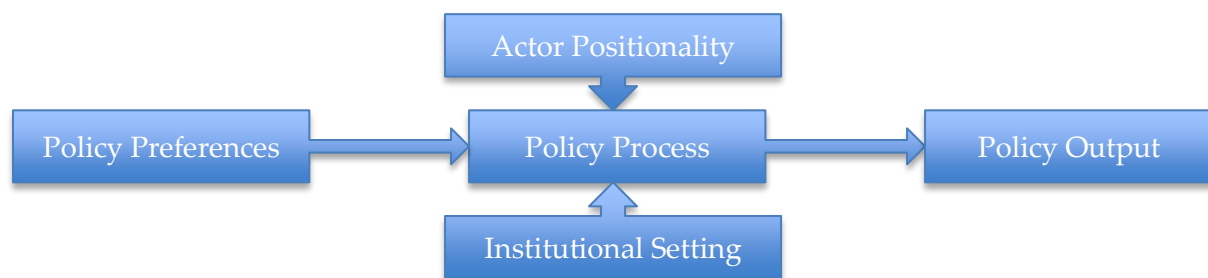 Actor Positionality
Policy Preferences
Policy Process
Policy Output
Institutional Setting